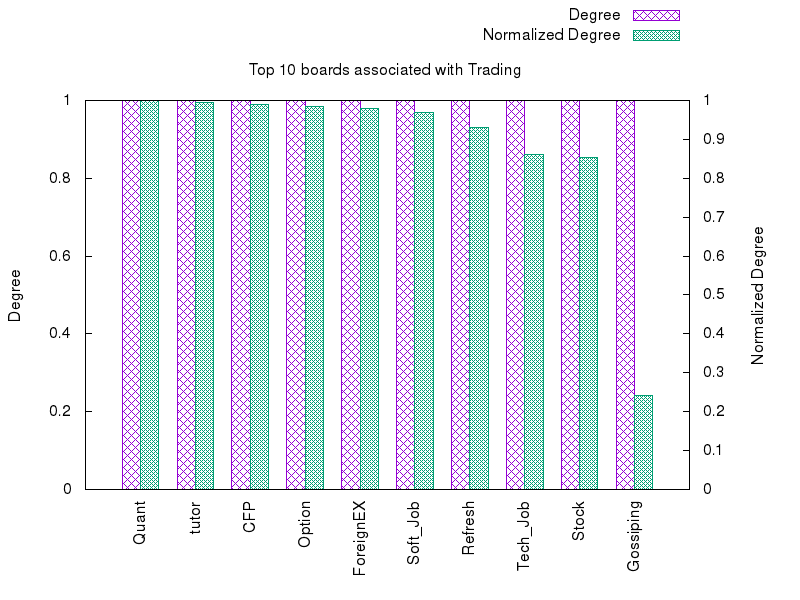 Degree
Normalized Degree
Top 10 boards associated with Trading
1
0.8
0.6
0.4
0.2
0
Degree
1
0.9
0.8
0.7
0.6
0.5
0.4
0.3
0.2
0.1
0
Normalized Degree
Quant
tutor
CFP
Option
ForeignEX
Soft_Job
Refresh
Tech_Job
Stock
Gossiping